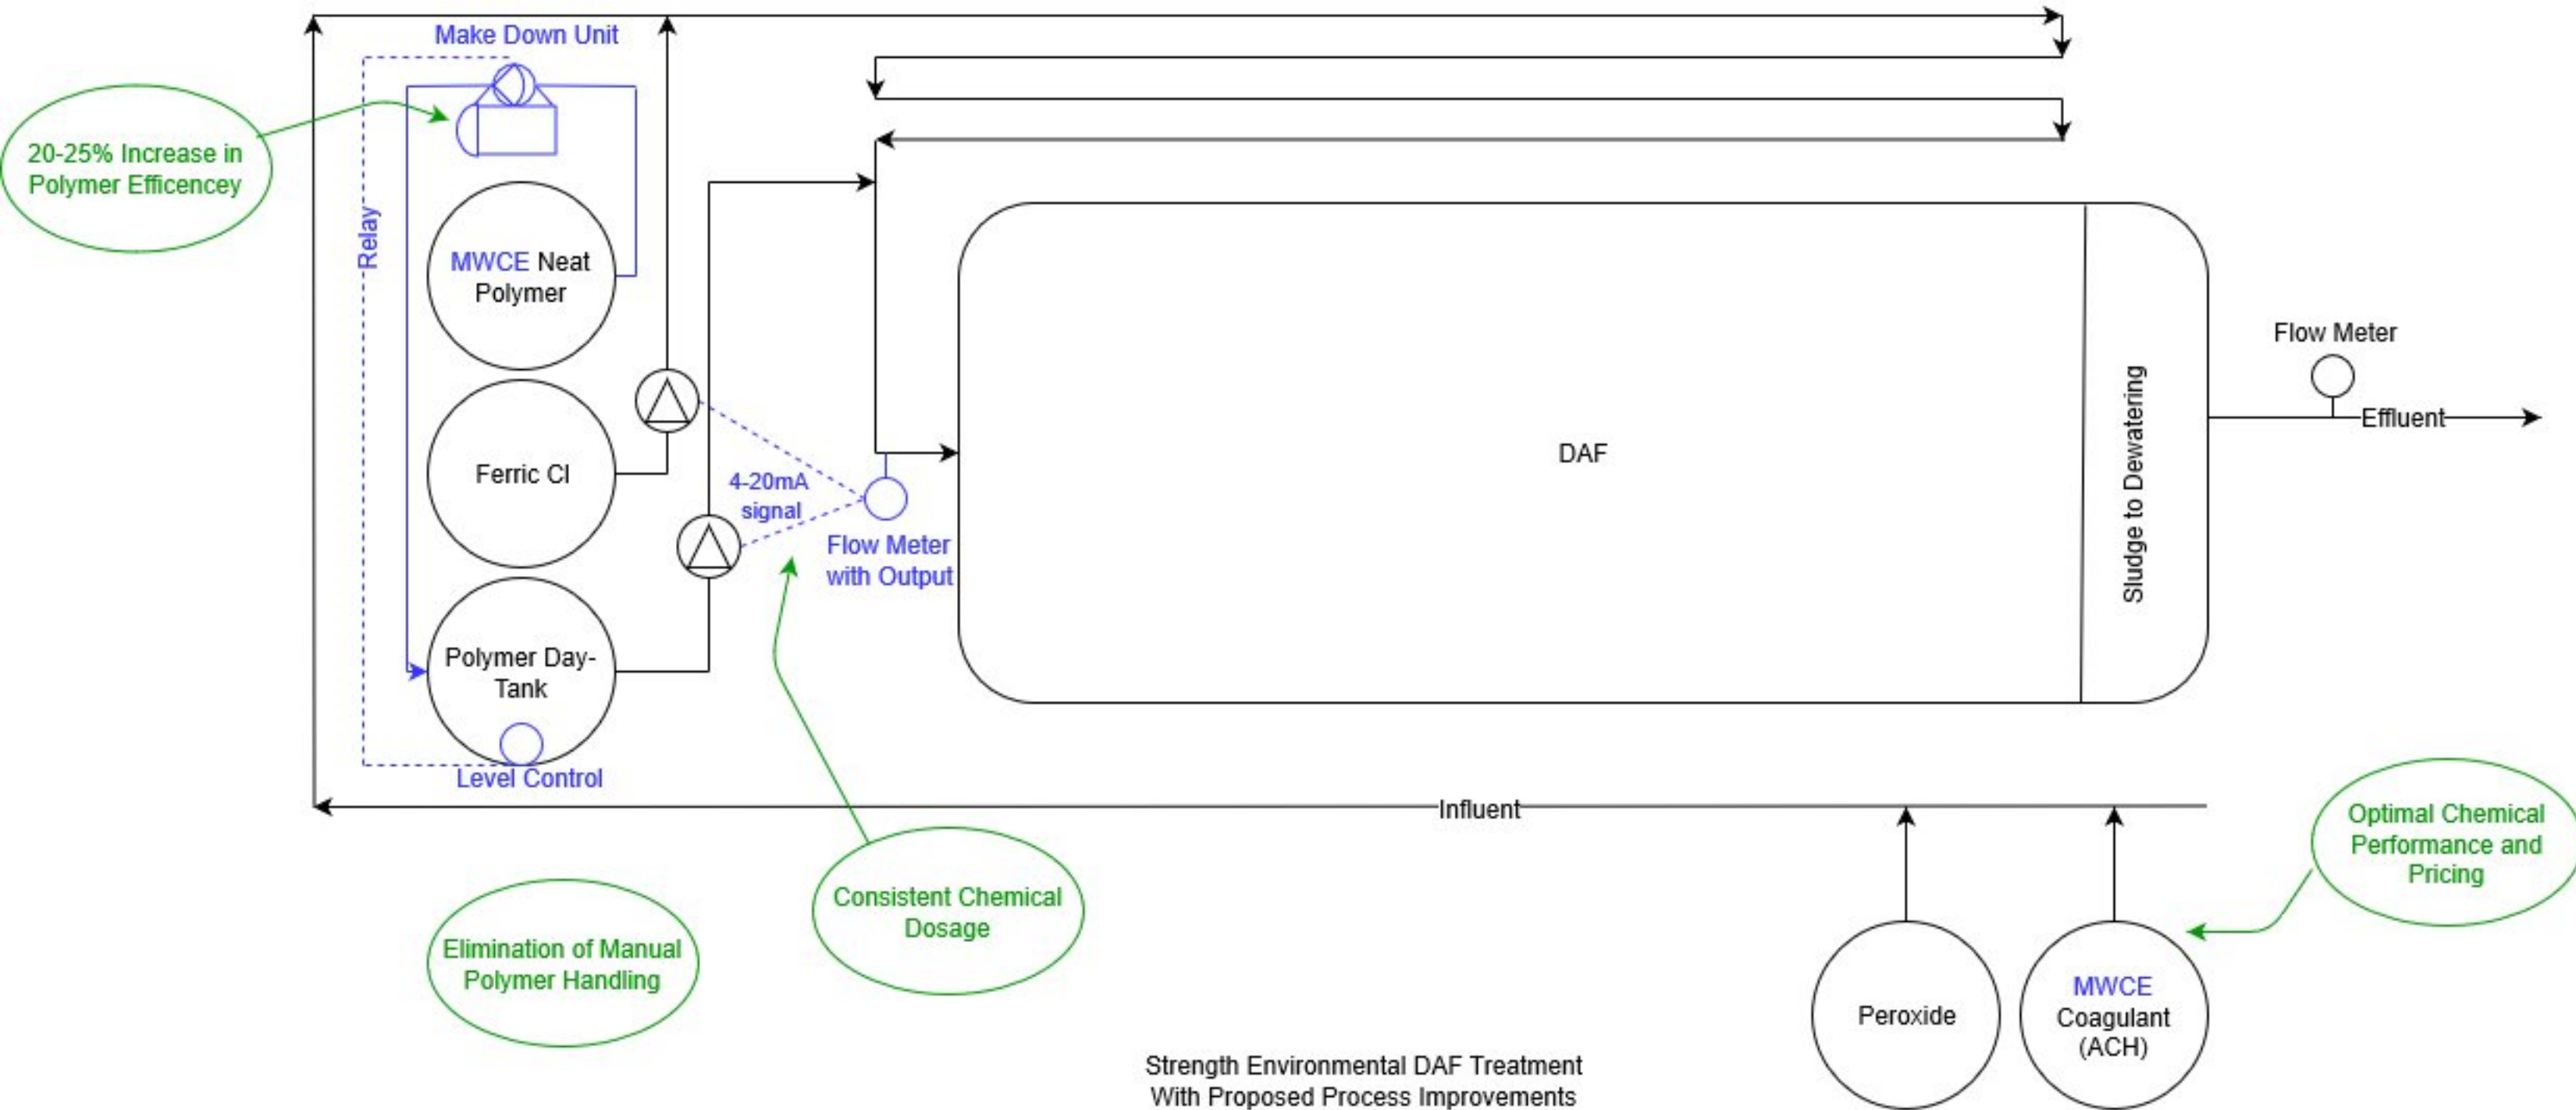 Make Down Unit
20-25% Increase in
Polymer Efficencey
Relay
MWCE Neat
Polymer
Ferric Cl
4-20mA
signal
Flow Meter
with Output
Polymer Day-
Tank
Level Control
DAF
Sludge to Dewatering
Flow Meter
Effluent
Influent
Optimal Chemical
Performance and
Pricing
Consistent Chemical
Dosage
Elimination of Manual
Polymer Handling
Peroxide
MWCE
Coagulant
(ACH)
Strength Environmental DAF Treatment
With Proposed Process Improvements